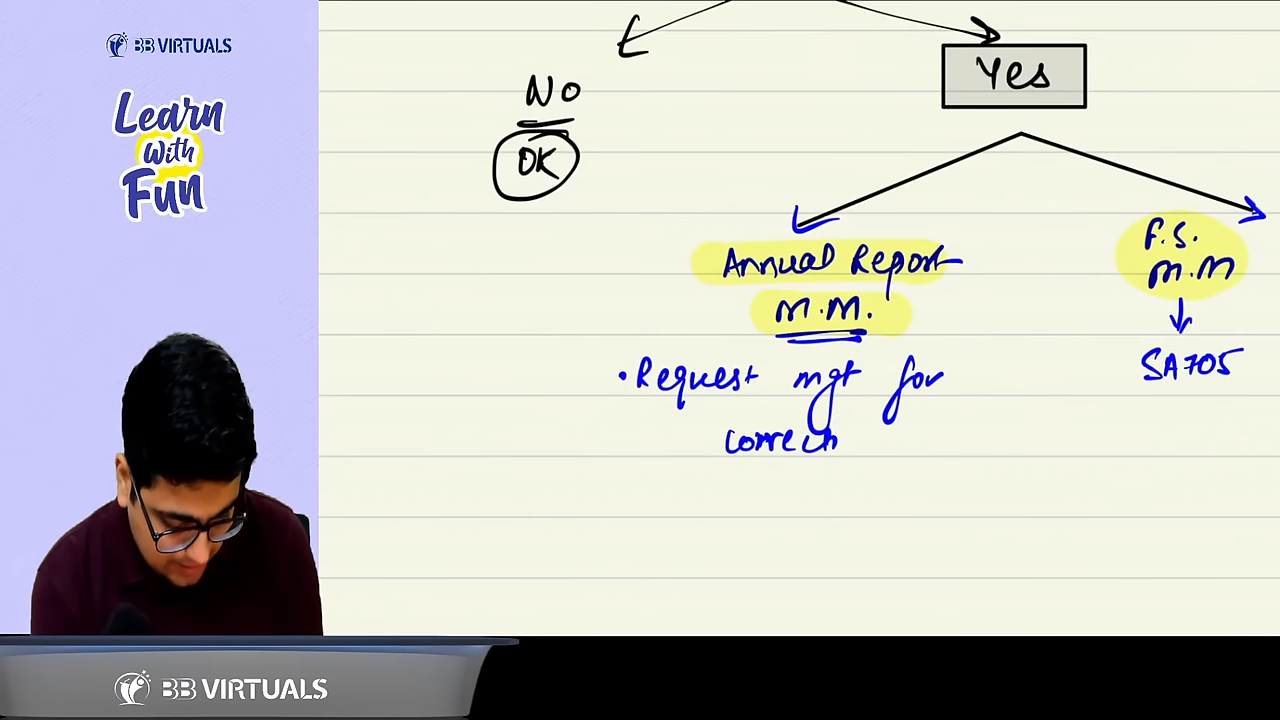 BB VIRTUALS
Learn
With
Fun
No
OK
Yes
Annual Report
M.M.
F.S.
M.M
SA705
• Request mgt for
correcn
BB VIRTUALS